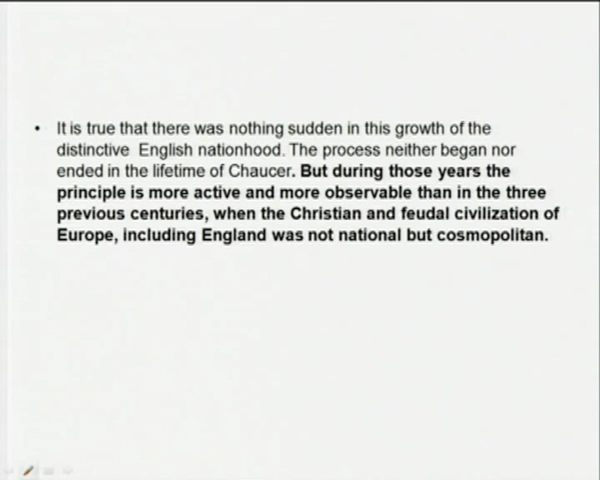 • It is true that there was nothing sudden in this growth of the
distinctive English nationhood. The process neither began nor
ended in the lifetime of Chaucer. But during those years the
principle is more active and more observable than in the three
previous centuries, when the Christian and feudal civilization of
Europe, including England was not national but cosmopolitan.